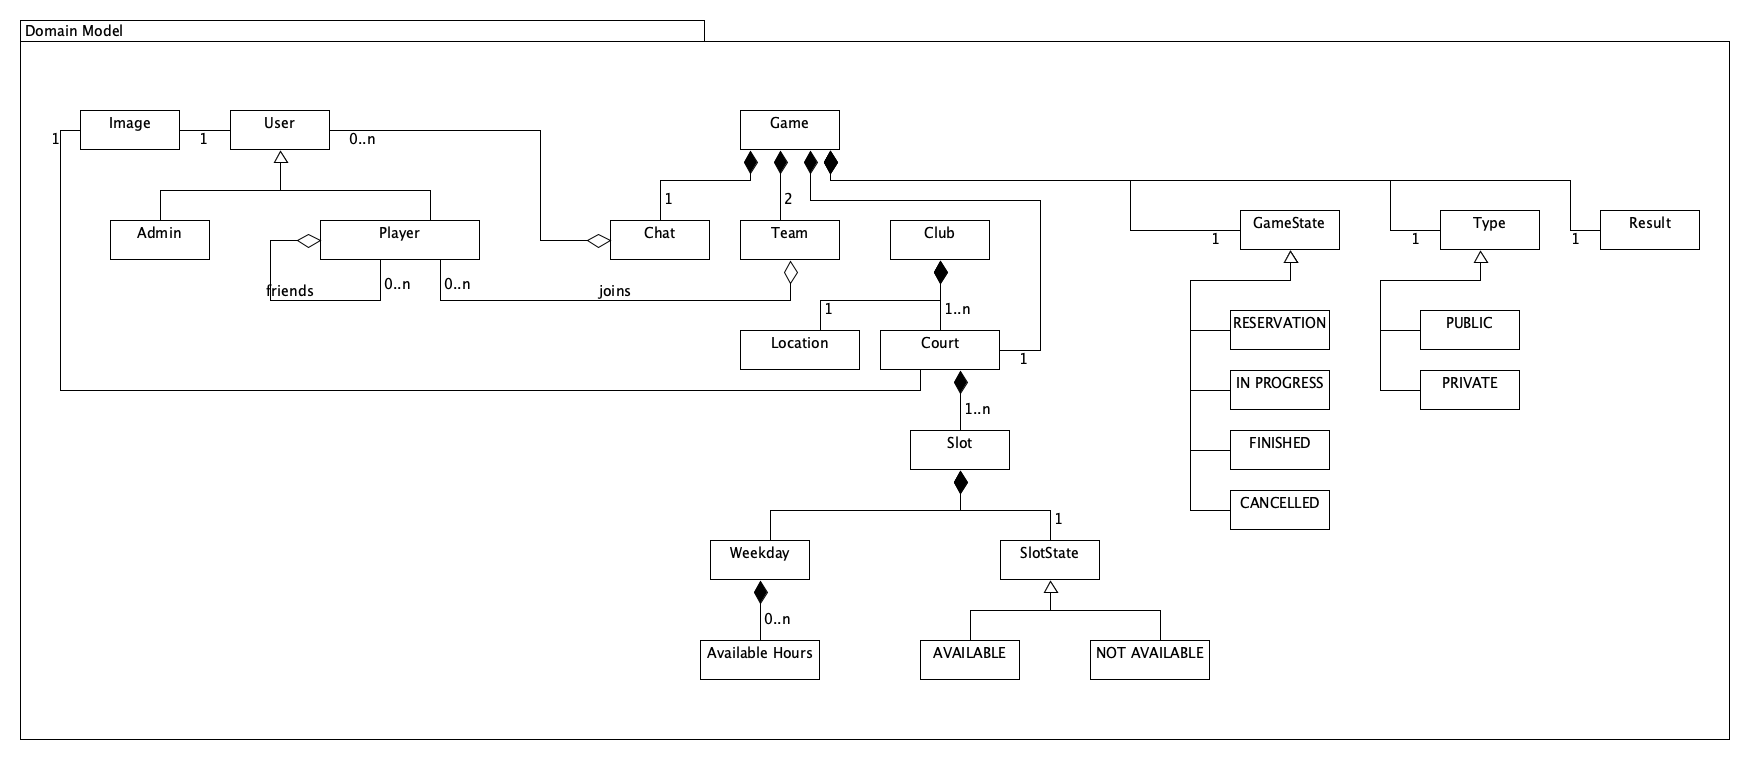 Domain Model
Image
User
Game
1
1
0..n
1
2
Admin
Player
Chat
Team
Club
GameState
Type
Result
1
1
1
friends
0..n
0..n
joins
1
1..n
RESERVATION
PUBLIC
Location
Court
1
IN PROGRESS
PRIVATE
1..n
Slot
FINISHED
CANCELLED
1
Weekday
SlotState
0..n
Available Hours
AVAILABLE
NOT AVAILABLE